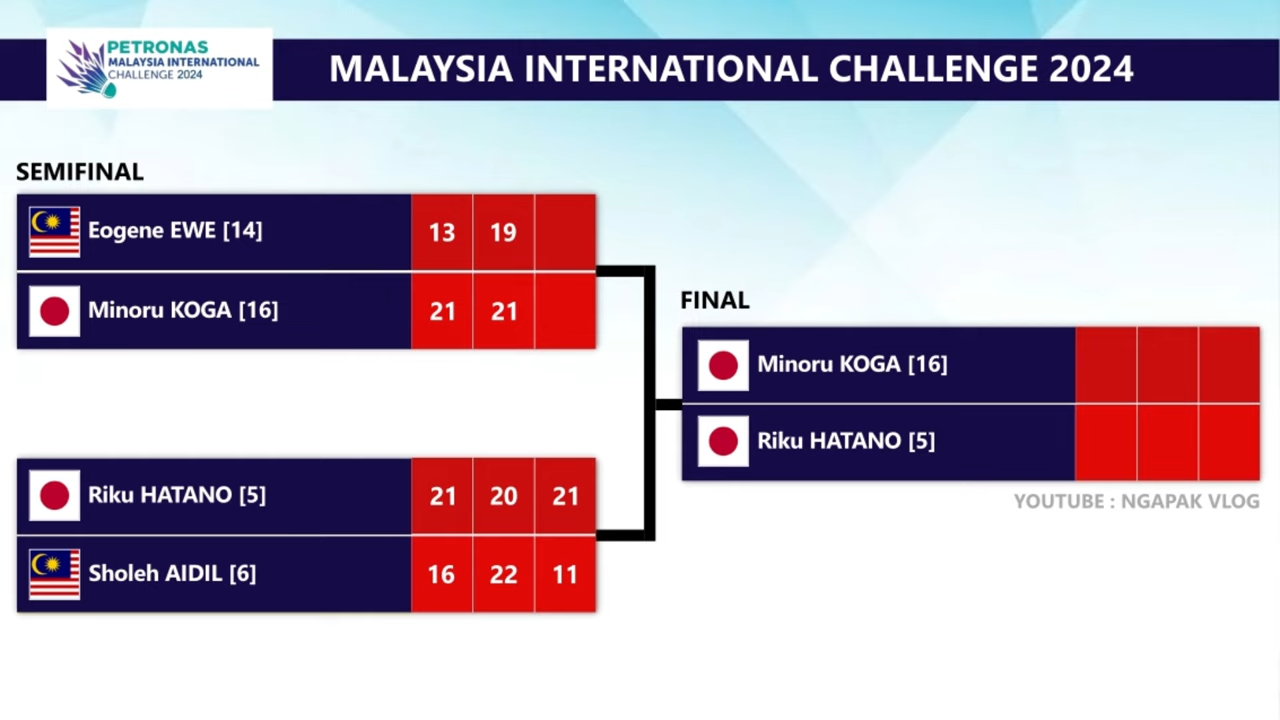 PETRONAS
MALAYSIA INTERNATIONAL
CHALLENGE 2024
MALAYSIA INTERNATIONAL CHALLENGE 2024
SEMIFINAL
Eogene EWE [14] 13 19
Minoru KOGA [16] 21 21
Riku HATANO [5] 21 20 21
Sholeh AIDIL [6] 16 22 11
FINAL
Minoru KOGA [16]
Riku HATANO [5]
YOUTUBE : NGAPAK VLOG